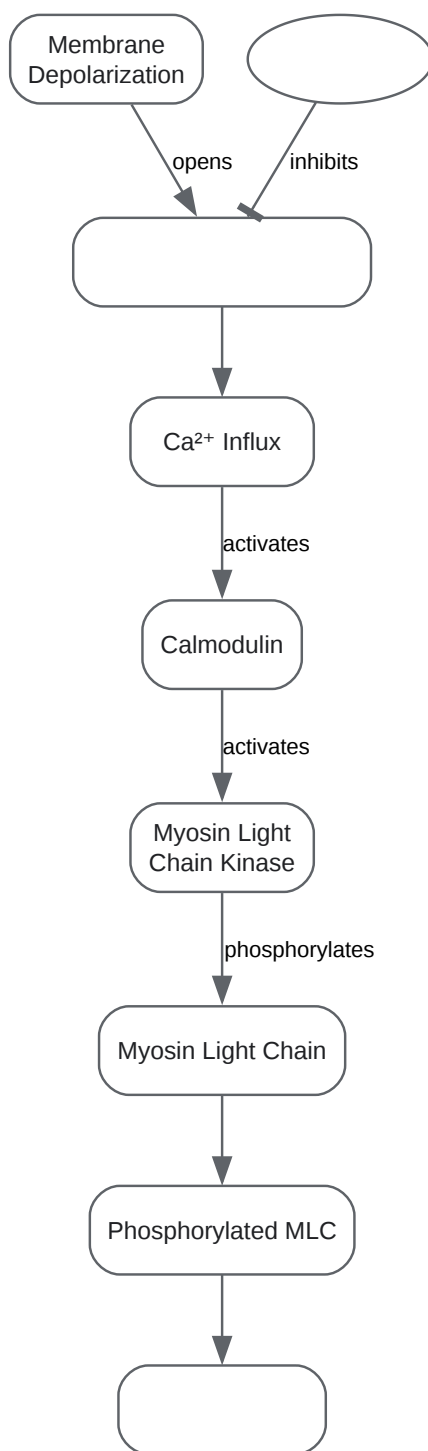 Membrane
Depolarization
opens
inhibits
Ca²⁺ Influx
activates
Calmodulin
activates
Myosin Light
Chain Kinase
phosphorylates
Myosin Light Chain
Phosphorylated MLC